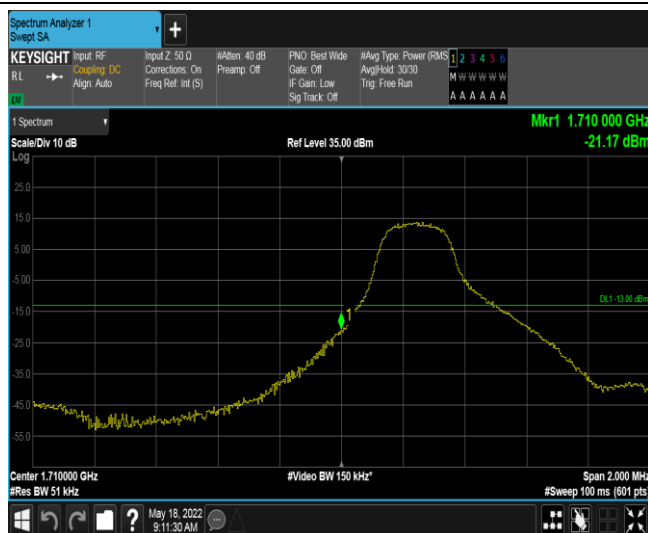 Spectrum Analyzer 1
Swept SA
KEYSIGHT
RL
LXI
Input: RF
Coupling: DC
Align: Auto
Input Z: 50 Ω
Corrections: On
Freq Ref: Int (S)
#Atten: 40 dB
Preamp: Off
PNO: Best Wide
Gate: Off
IF Gain: Low
Sig Track: Off
#Avg Type: Power (RMS
Avg|Hold: 30/30
Trig: Free Run
1 2 3 4 5 6
M W W W W W
A A A A A A
1 Spectrum
Mkr1 1.710 000 GHz
Scale/Div 10 dB
Ref Level 35.00 dBm
-21.17 dBm
Log
25.0
15.0
5.00
-5.00
DL1 -13.00 dBm
-15.0
1
-25.0
-35.0
-45.0
-55.0
Center 1.710000 GHz
#Video BW 150 kHz*
Span 2.000 MHz
#Res BW 51 kHz
#Sweep 100 ms (601 pts)
?
May 18, 2022
9:11:30 AM